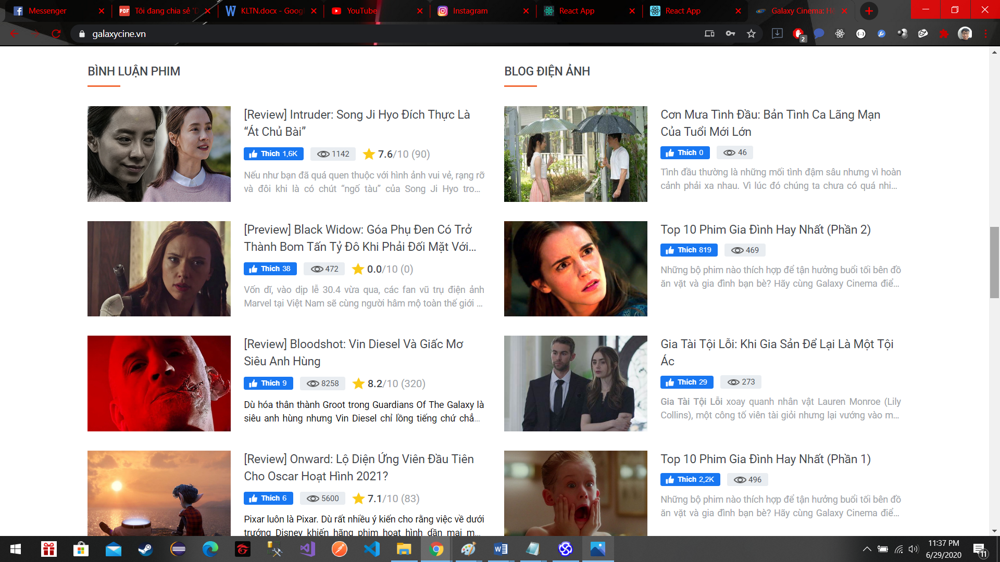 Messenger
Tôi đang chia sẻ 'D
KLTN.docx - Googl
YouTube
Instagram
React App
React App
Galaxy Cinema: Hệ
galaxycine.vn
2
BÌNH LUẬN PHIM
[Review] Intruder: Song Ji Hyo Đích Thực Là
“Át Chủ Bài”
Thích 1,6K
1142
7.6/10 (90)
Nếu như bạn đã quá quen thuộc với hình ảnh vui vẻ, rạng rỡ
và đôi khi là có chút “ngố tàu” của Song Ji Hyo tro...
[Preview] Black Widow: Góa Phụ Đen Có Trở
Thành Bom Tấn Tỷ Đô Khi Phải Đối Mặt Với...
Thích 38
472
0.0/10 (0)
Vốn dĩ, vào dịp lễ 30.4 vừa qua, các fan vũ trụ điện ảnh
Marvel tại Việt Nam sẽ cùng người hâm mộ toàn thế giới ...
[Review] Bloodshot: Vin Diesel Và Giấc Mơ
Siêu Anh Hùng
Thích 9
8258
8.2/10 (320)
Dù hóa thân thành Groot trong Guardians Of The Galaxy là
siêu anh hùng nhưng Vin Diesel chỉ lồng tiếng chứ chẳ...
[Review] Onward: Lộ Diện Ứng Viên Đầu Tiên
Cho Oscar Hoạt Hình 2021?
Thích 6
5600
7.1/10 (83)
Pixar luôn là Pixar. Dù rất nhiều ý kiến cho rằng việc về dưới
trướng Disney khiến hãng phim hoạt hình dần mai m...
BLOG ĐIỆN ẢNH
Cơn Mưa Tình Đầu: Bản Tình Ca Lãng Mạn
Của Tuổi Mới Lớn
Thích 0
46
Tình đầu thường là những mối tình đậm sâu nhưng vì hoàn
cảnh phải xa nhau. Vì lúc đó chúng ta chưa có quá nhi...
Top 10 Phim Gia Đình Hay Nhất (Phần 2)
Thích 819
469
Những bộ phim nào thích hợp để tận hưởng buổi tối bên đồ
ăn vặt và gia đình bạn bè? Hãy cùng Galaxy Cinema điể...
Gia Tài Tội Lỗi: Khi Gia Sản Để Lại Là Một Tội
Ác
Thích 29
273
Gia Tài Tội Lỗi xoay quanh nhân vật Lauren Monroe (Lily
Collins), một công tố viên tài giỏi nhưng lại vướng vào m...
Top 10 Phim Gia Đình Hay Nhất (Phần 1)
Thích 2,2K
496
Những bộ phim nào thích hợp để tận hưởng buổi tối bên đồ
ăn vặt và gia đình bạn bè? Hãy cùng Galaxy Cinema điể...
11:37 PM
6/29/2020
11